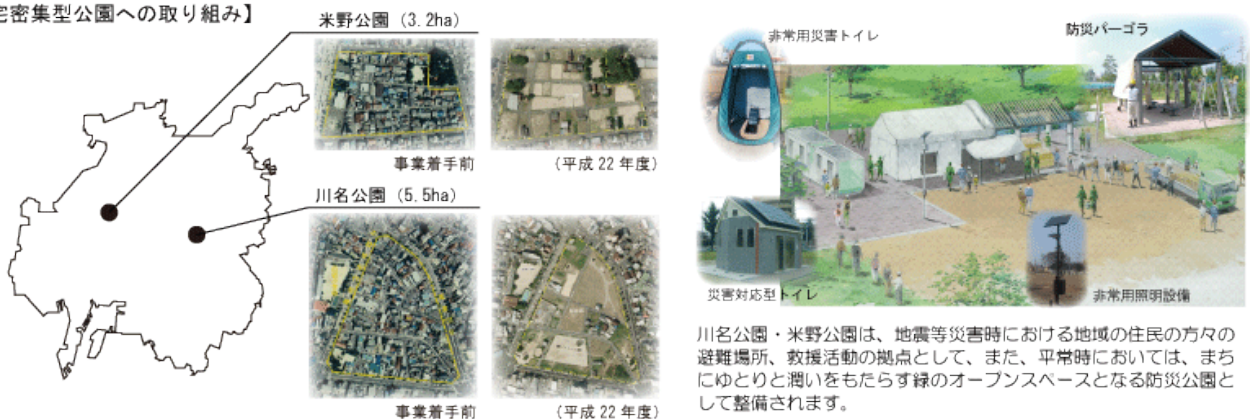 宅密集型公園への取り組み】
米野公園（3.2ha）
事業着手前
（平成22年度）
川名公園（5.5ha）
事業着手前
（平成22年度）
非常用災害トイレ
防災パーゴラ
災害対応型トイレ
非常用照明設備
川名公園・米野公園は、地震等災害時における地域の住民の方々の
避難場所、救援活動の拠点として、また、平常時においては、まち
にゆとりと潤いをもたらす緑のオープンスペースとなる防災公園と
して整備されます。